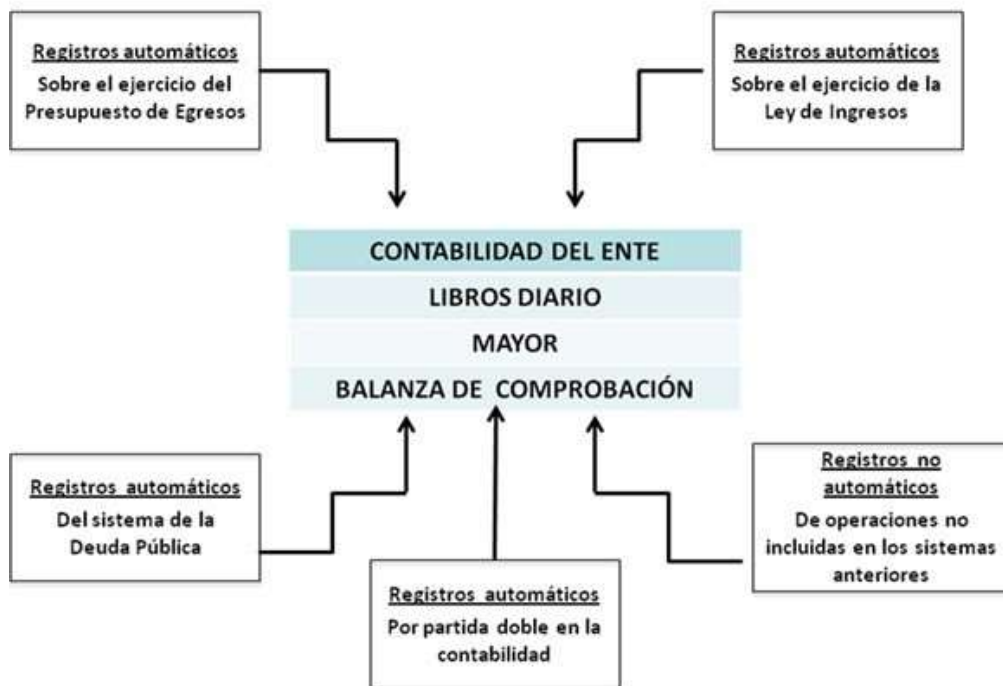 Registros automáticos
Sobre el ejercicio del
Presupuesto de Egresos
Registros automáticos
Sobre el ejercicio de la
Ley de Ingresos
CONTABILIDAD DEL ENTE
LIBROS DIARIO
MAYOR
BALANZA DE COMPROBACIÓN
Registros automáticos
Del sistema de la
Deuda Pública
Registros automáticos
Por partida doble en la
contabilidad
Registros no
automáticos
De operaciones no
incluidas en los sistemas
anteriores